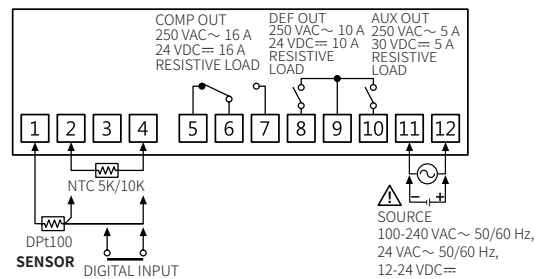 COMP OUT
250 VAC～ 16 A
24 VDC⎓ 16 A
RESISTIVE LOAD
DEF OUT
250 VAC～ 10 A
24 VDC⎓ 10 A
RESISTIVE
LOAD
AUX OUT
250 VAC～ 5 A
30 VDC⎓ 5 A
RESISTIVE
LOAD
1 2 3 4 5 6 7 8 9 10 11 12
NTC 5K/10K
DPt100
SENSOR
DIGITAL INPUT
− +
SOURCE
100-240 VAC～ 50/60 Hz,
24 VAC～ 50/60 Hz,
12-24 VDC⎓